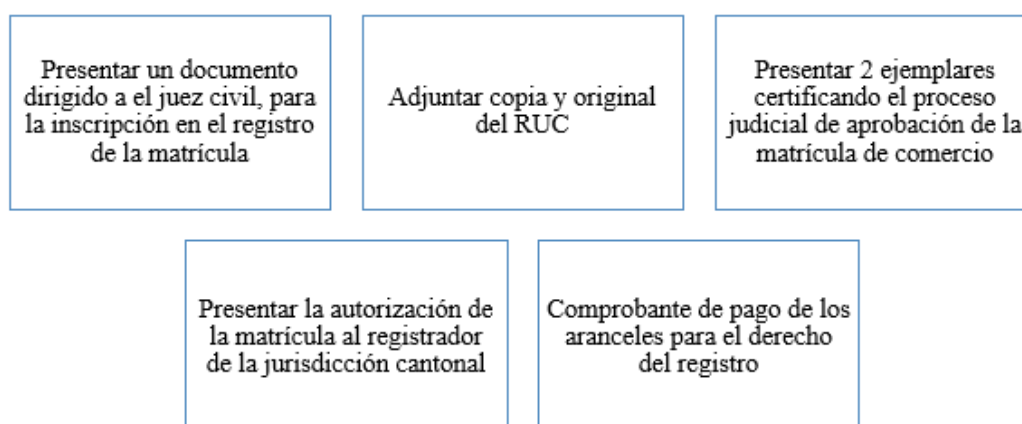 Presentar un documento
dirigido a el juez civil, para
la inscripción en el registro
de la matrícula
Adjuntar copia y original
del RUC
Presentar 2 ejemplares
certificando el proceso
judicial de aprobación de la
matrícula de comercio
Presentar la autorización de
la matrícula al registrador
de la jurisdicción cantonal
Comprobante de pago de los
aranceles para el derecho
del registro